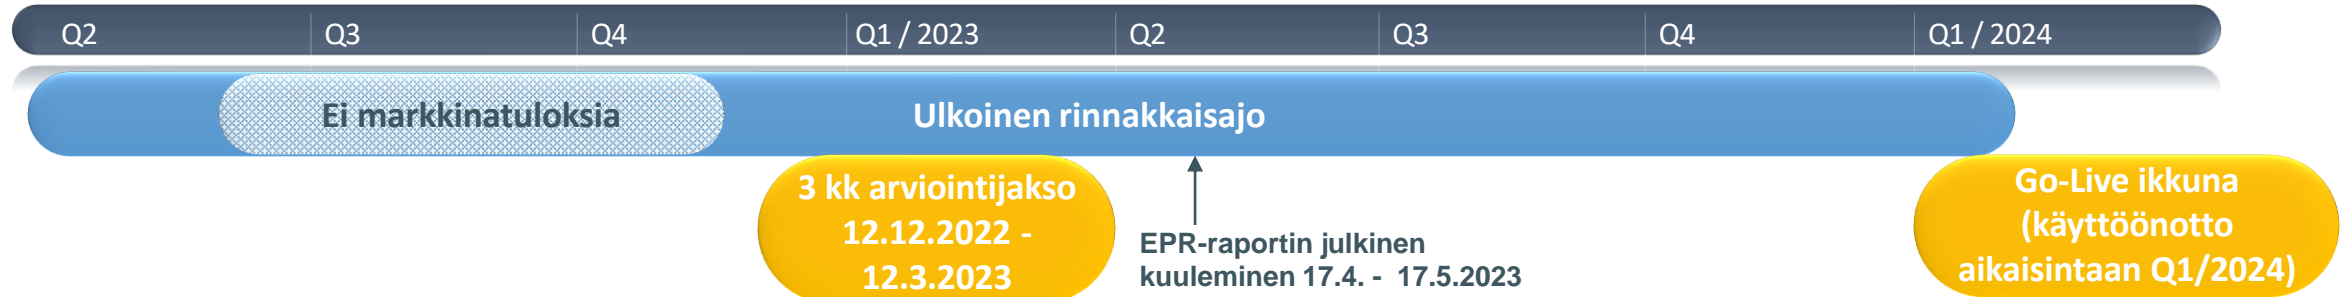 Q2 Q3 Q4 Q1 / 2023 Q2 Q3 Q4 Q1 / 2024
Ei markkinatuloksia Ulkoinen rinnakkaisajo
3 kk arviointijakso
12.12.2022 -
12.3.2023
EPR-raportin julkinen
kuuleminen 17.4. - 17.5.2023
Go-Live ikkuna
(käyttöönotto
aikaisintaan Q1/2024)